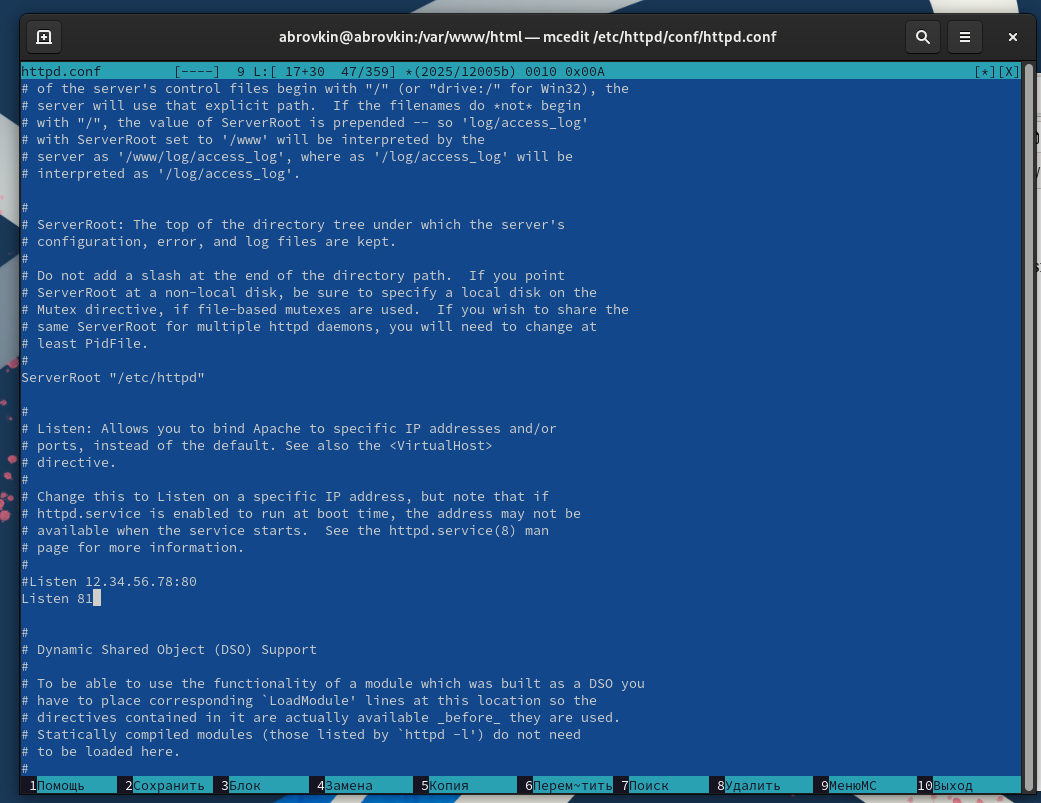 abrovkin@abrovkin:/var/www/html — mcedit /etc/httpd/conf/httpd.conf
httpd.conf         [----]  9 L:[ 17+30  47/359] *(2025/12005b) 0010 0x00A                                              [*][X]
# of the server's control files begin with "/" (or "drive:/" for Win32), the
# server will use that explicit path.  If the filenames do *not* begin
# with "/", the value of ServerRoot is prepended -- so 'log/access_log'
# with ServerRoot set to '/www' will be interpreted by the
# server as '/www/log/access_log', where as '/log/access_log' will be
# interpreted as '/log/access_log'.

#
# ServerRoot: The top of the directory tree under which the server's
# configuration, error, and log files are kept.
#
# Do not add a slash at the end of the directory path.  If you point
# ServerRoot at a non-local disk, be sure to specify a local disk on the
# Mutex directive, if file-based mutexes are used.  If you wish to share the
# same ServerRoot for multiple httpd daemons, you will need to change at
# least PidFile.
#
ServerRoot "/etc/httpd"

#
# Listen: Allows you to bind Apache to specific IP addresses and/or
# ports, instead of the default. See also the <VirtualHost>
# directive.
#
# Change this to Listen on a specific IP address, but note that if
# httpd.service is enabled to run at boot time, the address may not be
# available when the service starts.  See the httpd.service(8) man
# page for more information.
#
#Listen 12.34.56.78:80
Listen 81

#
# Dynamic Shared Object (DSO) Support
#
# To be able to use the functionality of a module which was built as a DSO you
# have to place corresponding `LoadModule' lines at this location so the
# directives contained in it are actually available _before_ they are used.
# Statically compiled modules (those listed by `httpd -l') do not need
# to be loaded here.
#
1Помощь 2Сохранить 3Блок 4Замена 5Копия 6Перем~тить 7Поиск 8Удалить 9МенюМС 10Выход